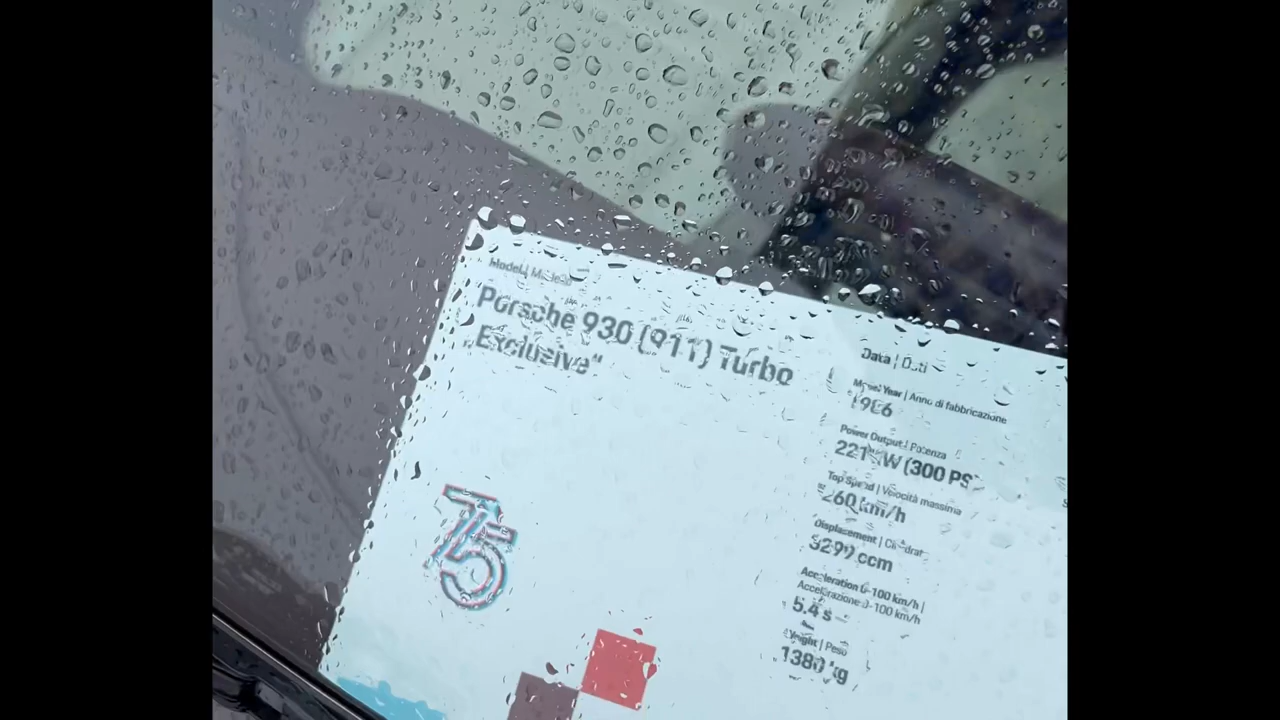 Model | Modello
Porsche 930 (911) Turbo
„Exclusive“
75
Data | Dati
Model Year | Anno di fabbricazione
1986
Power Output | Potenza
221 kW (300 PS)
Top Speed | Velocità massima
260 km/h
Displacement | Cilindrata
3299 ccm
Acceleration 0-100 km/h |
Accelerazione 0-100 km/h
5.4 s
Weight | Peso
1380 kg